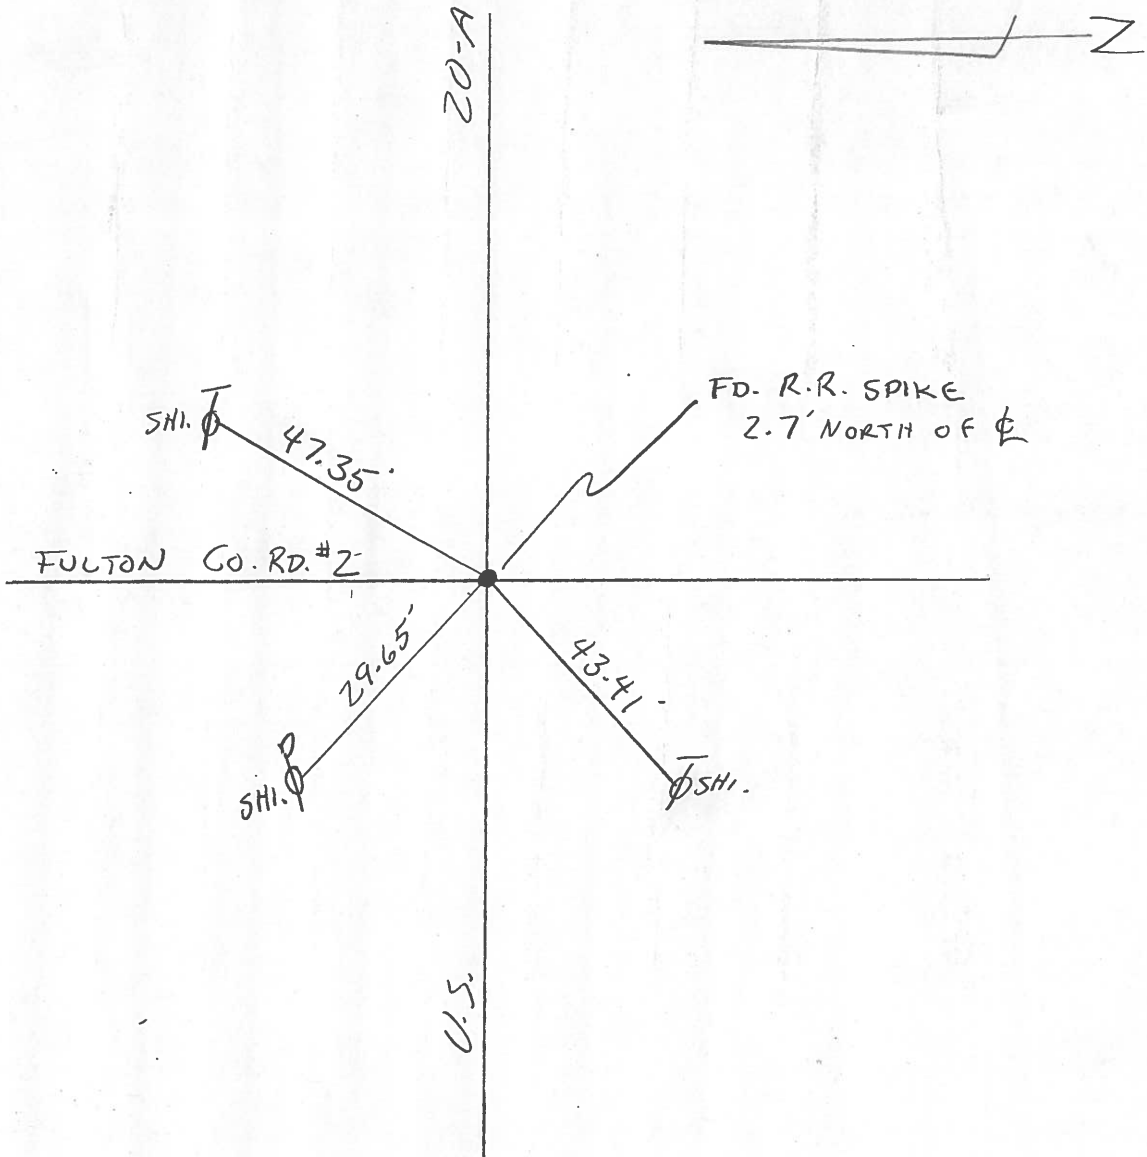 20-A
Z
FD. R.R. SPIKE
2.7' NORTH OF ℄
SHI.
47.35'
FULTON CO. RD. #2
29.65'
43.41'
SHI.
SHI.
U.S.